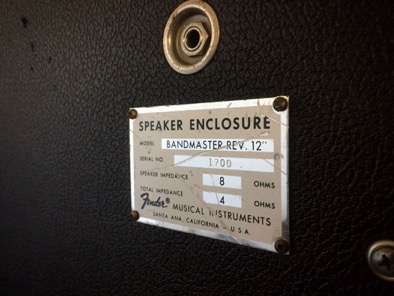 SPEAKER ENCLOSURE
MODEL BANDMASTER REV. 12"
SERIAL NO. 1700
SPEAKER IMPEDANCE 8 OHMS
TOTAL IMPEDANCE 4 OHMS
Fender® MUSICAL INSTRUMENTS
SANTA ANA, CALIFORNIA - U.S.A.